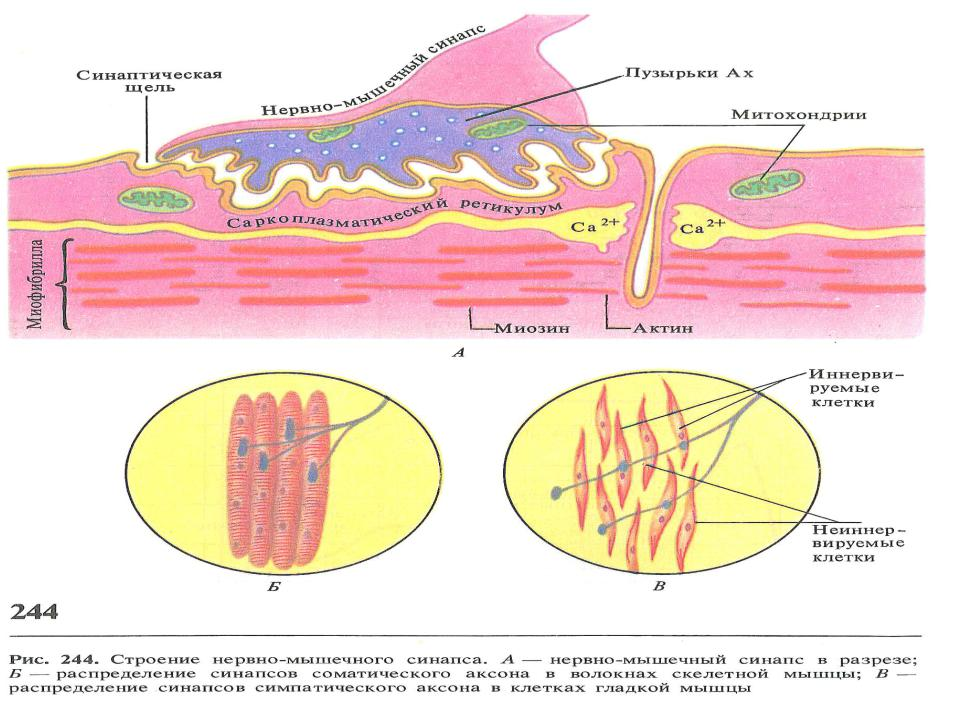 Синаптическая
щель
Нервно-мышечный синапс
Пузырьки Ах
Митохондрии
Саркоплазматический ретикулум
Ca2+
Ca2+
Миофибрилла
Миозин
Актин
А
Иннерви-
руемые
клетки
Неиннер-
вируемые
клетки
Б
В
244
Рис. 244. Строение нервно-мышечного синапса. А — нервно-мышечный синапс в разрезе;
Б — распределение синапсов соматического аксона в волокнах скелетной мышцы; В —
распределение синапсов симпатического аксона в клетках гладкой мышцы